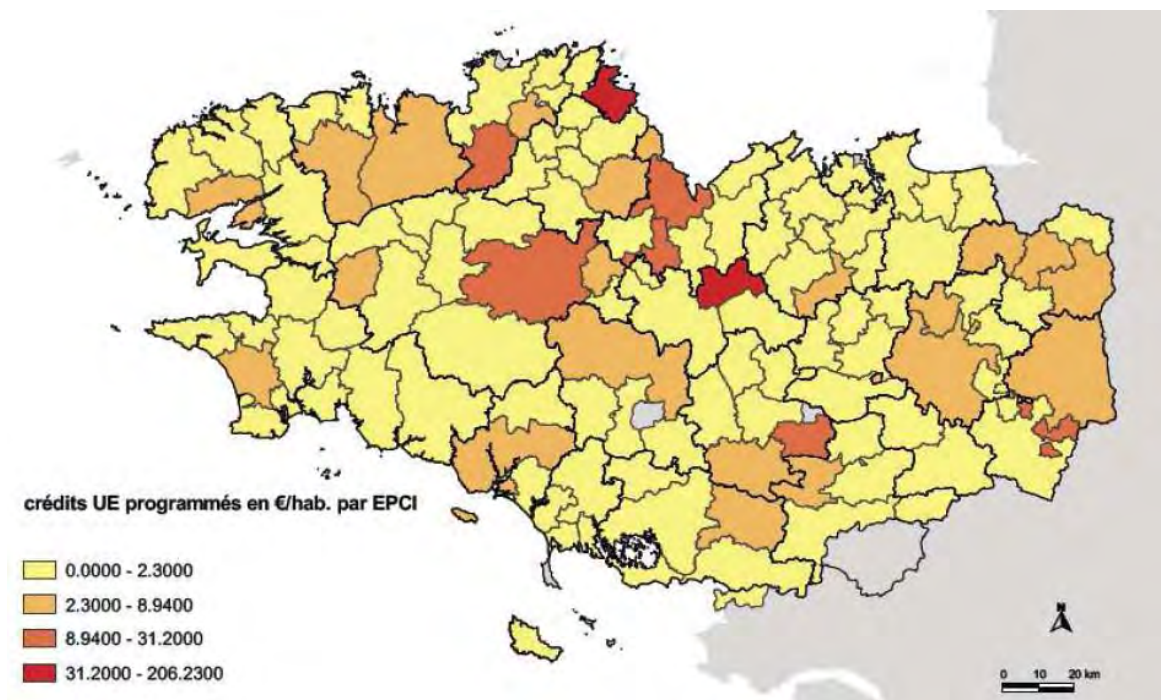 crédits UE programmés en €/hab. par EPCI
0.0000 - 2.3000
2.3000 - 8.9400
8.9400 - 31.2000
31.2000 - 206.2300
N
0 10 20 km